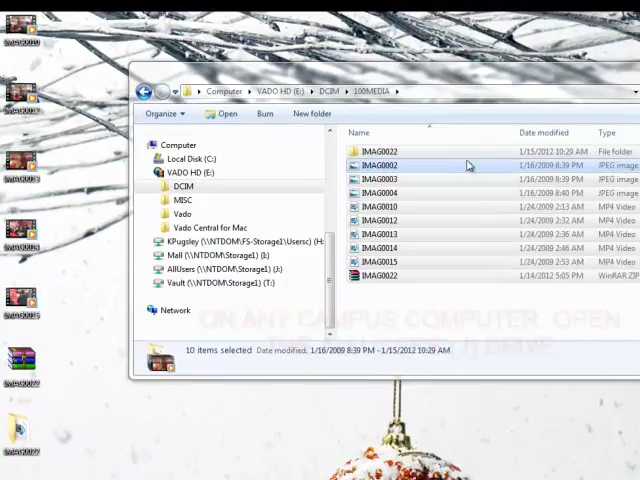 IMAG0010
IMAG0012
IMAG0013
IMAG0014
IMAG0015
IMAG0022
IMAG0022
Computer
VADO HD (E:)
DCIM
100MEDIA
Organize
Open
Burn
New folder
Computer
Local Disk (C:)
VADO HD (E:)
DCIM
MISC
Vado
Vado Central for Mac
KPugsley (\\NTDOM\FS-Storage1\Usersc) (H:
Mall (\\NTDOM\Storage1) (I:)
AllUsers (\\NTDOM\Storage1) (J:)
Vault (\\NTDOM\Storage1) (T:)
Network
Name Date modified Type
IMAG0022 1/15/2012 10:29 AM File folder
IMAG0002 1/16/2009 8:39 PM JPEG image
IMAG0003 1/16/2009 8:39 PM JPEG image
IMAG0004 1/16/2009 8:40 PM JPEG image
IMAG0010 1/24/2009 2:13 AM MP4 Video
IMAG0012 1/24/2009 2:32 AM MP4 Video
IMAG0013 1/24/2009 2:36 AM MP4 Video
IMAG0014 1/24/2009 2:46 AM MP4 Video
IMAG0015 1/24/2009 2:53 AM MP4 Video
IMAG0022 1/14/2012 5:05 PM WinRAR ZIP
ON ANY CAMPUS COMPUTER, OPEN
DRIVE
10 items selected Date modified: 1/16/2009 8:39 PM - 1/15/2012 10:29 AM